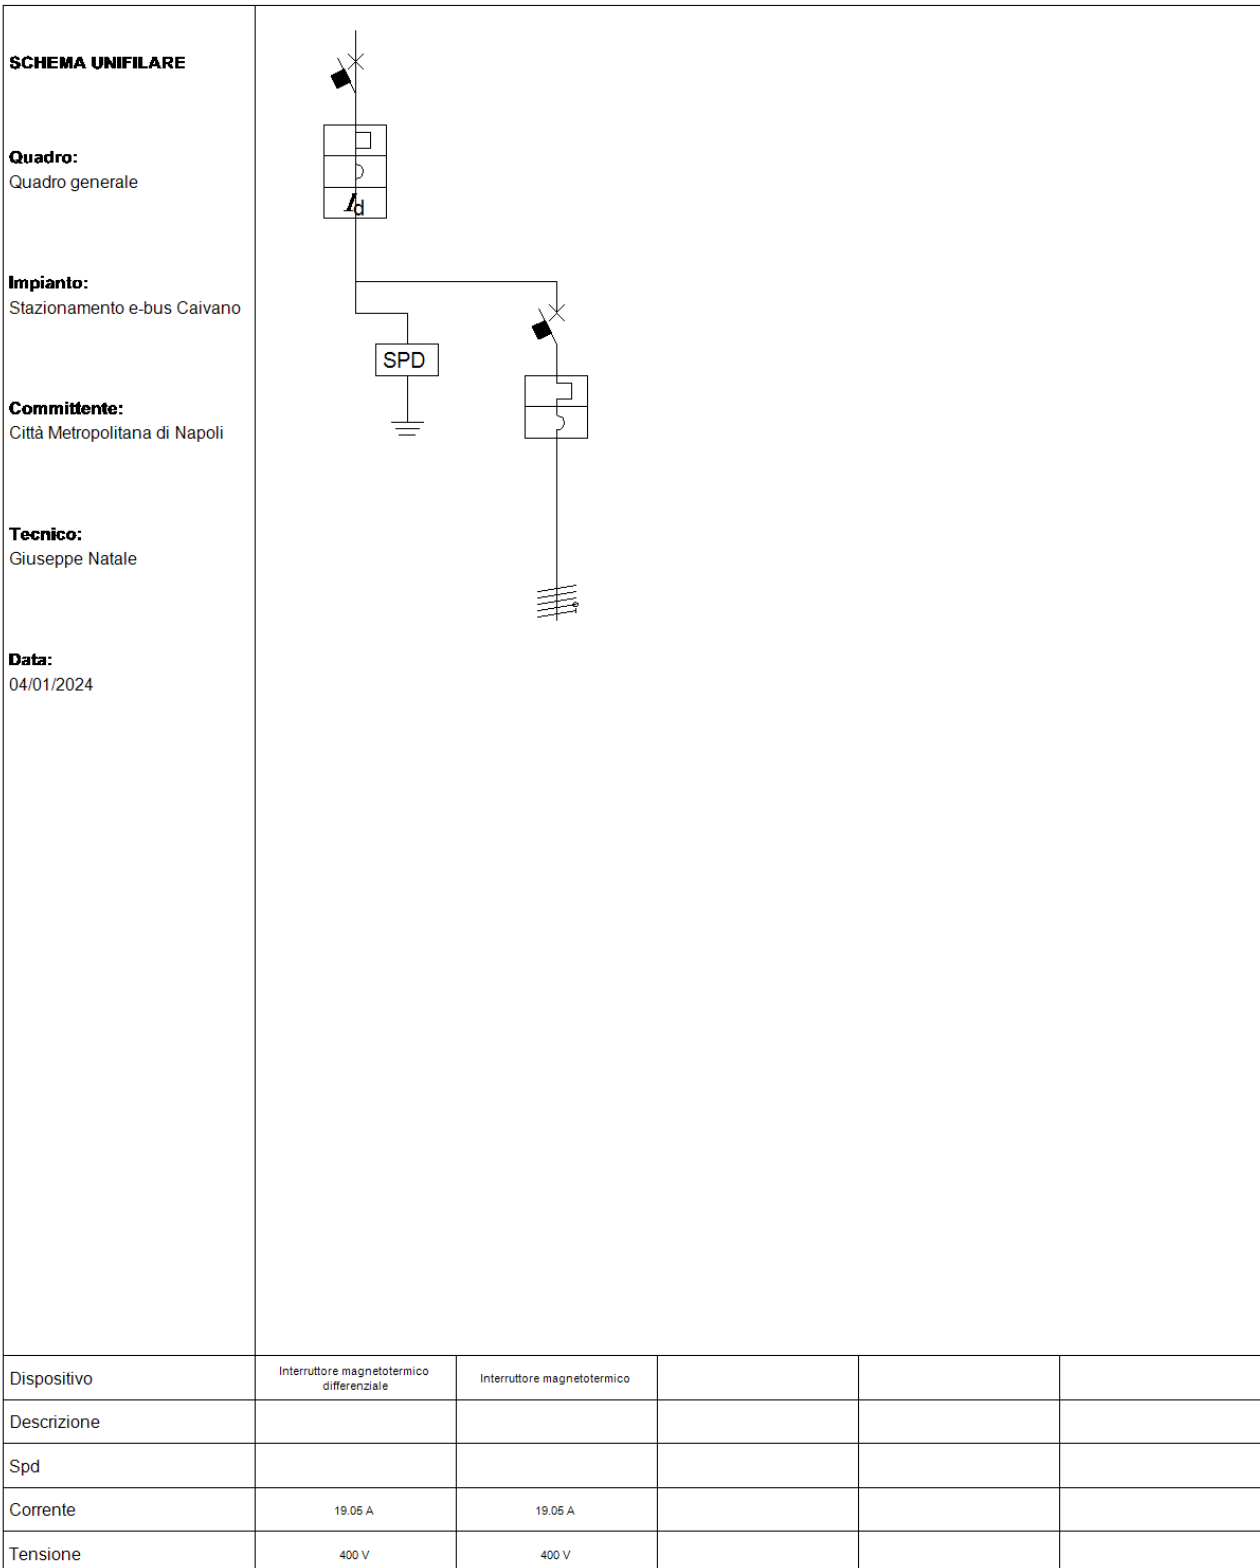 SCHEMA UNIFILARE
Quadro:
Quadro generale
Impianto:
Stazionamento e-bus Caivano
Committente:
Città Metropolitana di Napoli
Tecnico:
Giuseppe Natale
Data:
04/01/2024
Id
SPD
Dispositivo
Interruttore magnetotermico
differenziale
Interruttore magnetotermico
Descrizione
Spd
Corrente 19.05 A 19.05 A
Tensione 400 V 400 V